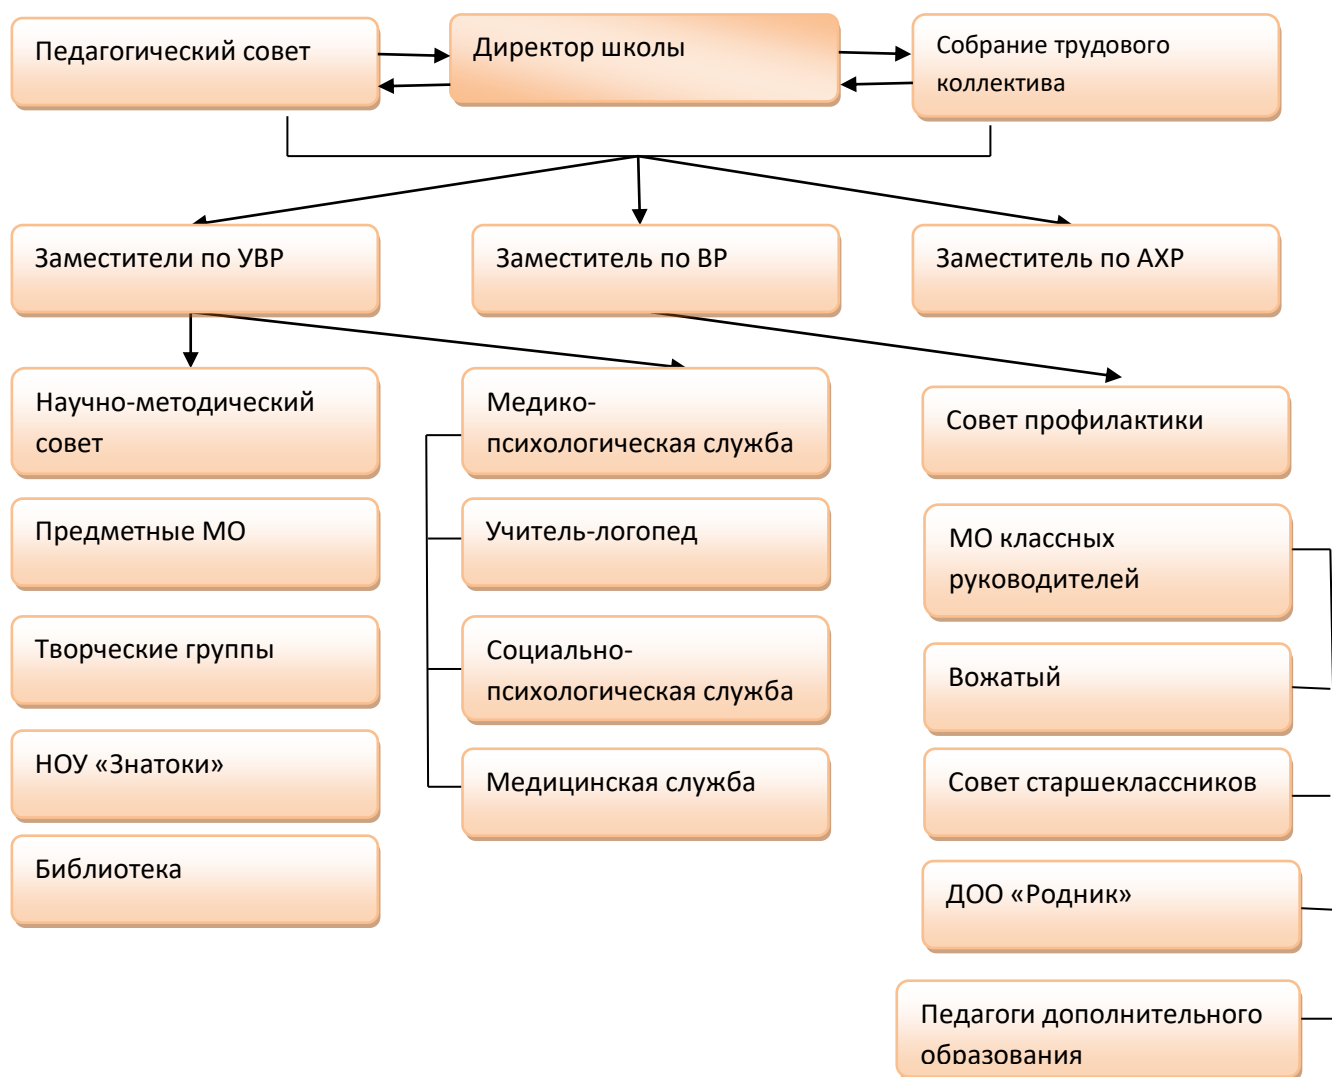 Педагогический совет
Директор школы
Собрание трудового
коллектива
Заместители по УВР
Заместитель по ВР
Заместитель по АХР
Научно-методический
совет
Медико-
психологическая служба
Совет профилактики
Предметные МО
Учитель-логопед
МО классных
руководителей
Творческие группы
Социально-
психологическая служба
Вожатый
НОУ «Знатоки»
Медицинская служба
Совет старшеклассников
Библиотека
ДОО «Родник»
Педагоги дополнительного
образования